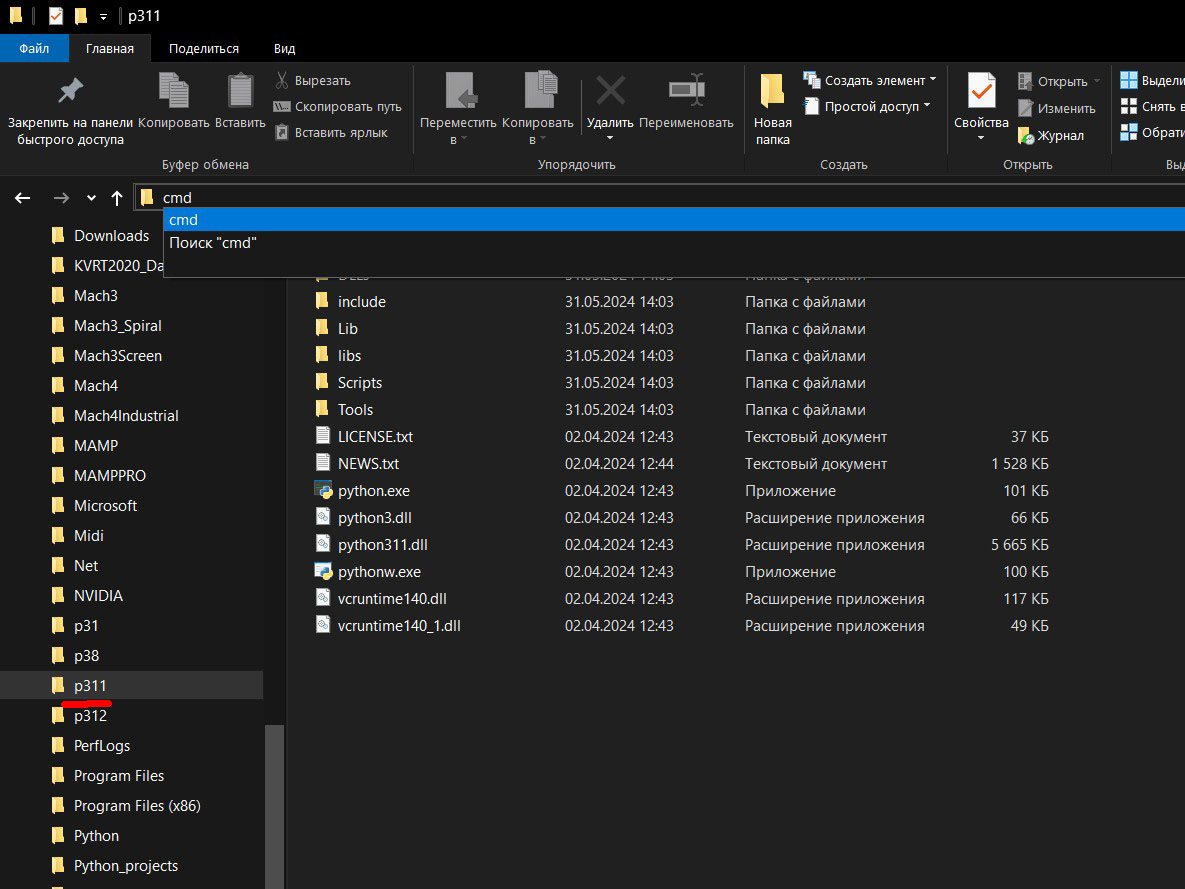 p311
Файл Главная Поделиться Вид
Закрепить на панели быстрого доступа
Копировать
Вставить
Вырезать
Скопировать путь
Вставить ярлык
Буфер обмена
Переместить в
Копировать в
Удалить
Переименовать
Упорядочить
Новая папка
Создать элемент
Простой доступ
Создать
Свойства
Открыть
Изменить
Журнал
Открыть
Выдели
Снять в
Обрати
Выд
cmd
cmd
Поиск "cmd"
Downloads
KVRT2020_Da
Mach3
Mach3_Spiral
Mach3Screen
Mach4
Mach4Industrial
MAMP
MAMPPRO
Microsoft
Midi
Net
NVIDIA
p31
p38
p311
p312
PerfLogs
Program Files
Program Files (x86)
Python
Python_projects
include 31.05.2024 14:03 Папка с файлами
Lib 31.05.2024 14:03 Папка с файлами
libs 31.05.2024 14:03 Папка с файлами
Scripts 31.05.2024 14:03 Папка с файлами
Tools 31.05.2024 14:03 Папка с файлами
LICENSE.txt 02.04.2024 12:43 Текстовый документ 37 КБ
NEWS.txt 02.04.2024 12:44 Текстовый документ 1 528 КБ
python.exe 02.04.2024 12:43 Приложение 101 КБ
python3.dll 02.04.2024 12:43 Расширение приложения 66 КБ
python311.dll 02.04.2024 12:43 Расширение приложения 5 665 КБ
pythonw.exe 02.04.2024 12:43 Приложение 100 КБ
vcruntime140.dll 02.04.2024 12:43 Расширение приложения 117 КБ
vcruntime140_1.dll 02.04.2024 12:43 Расширение приложения 49 КБ